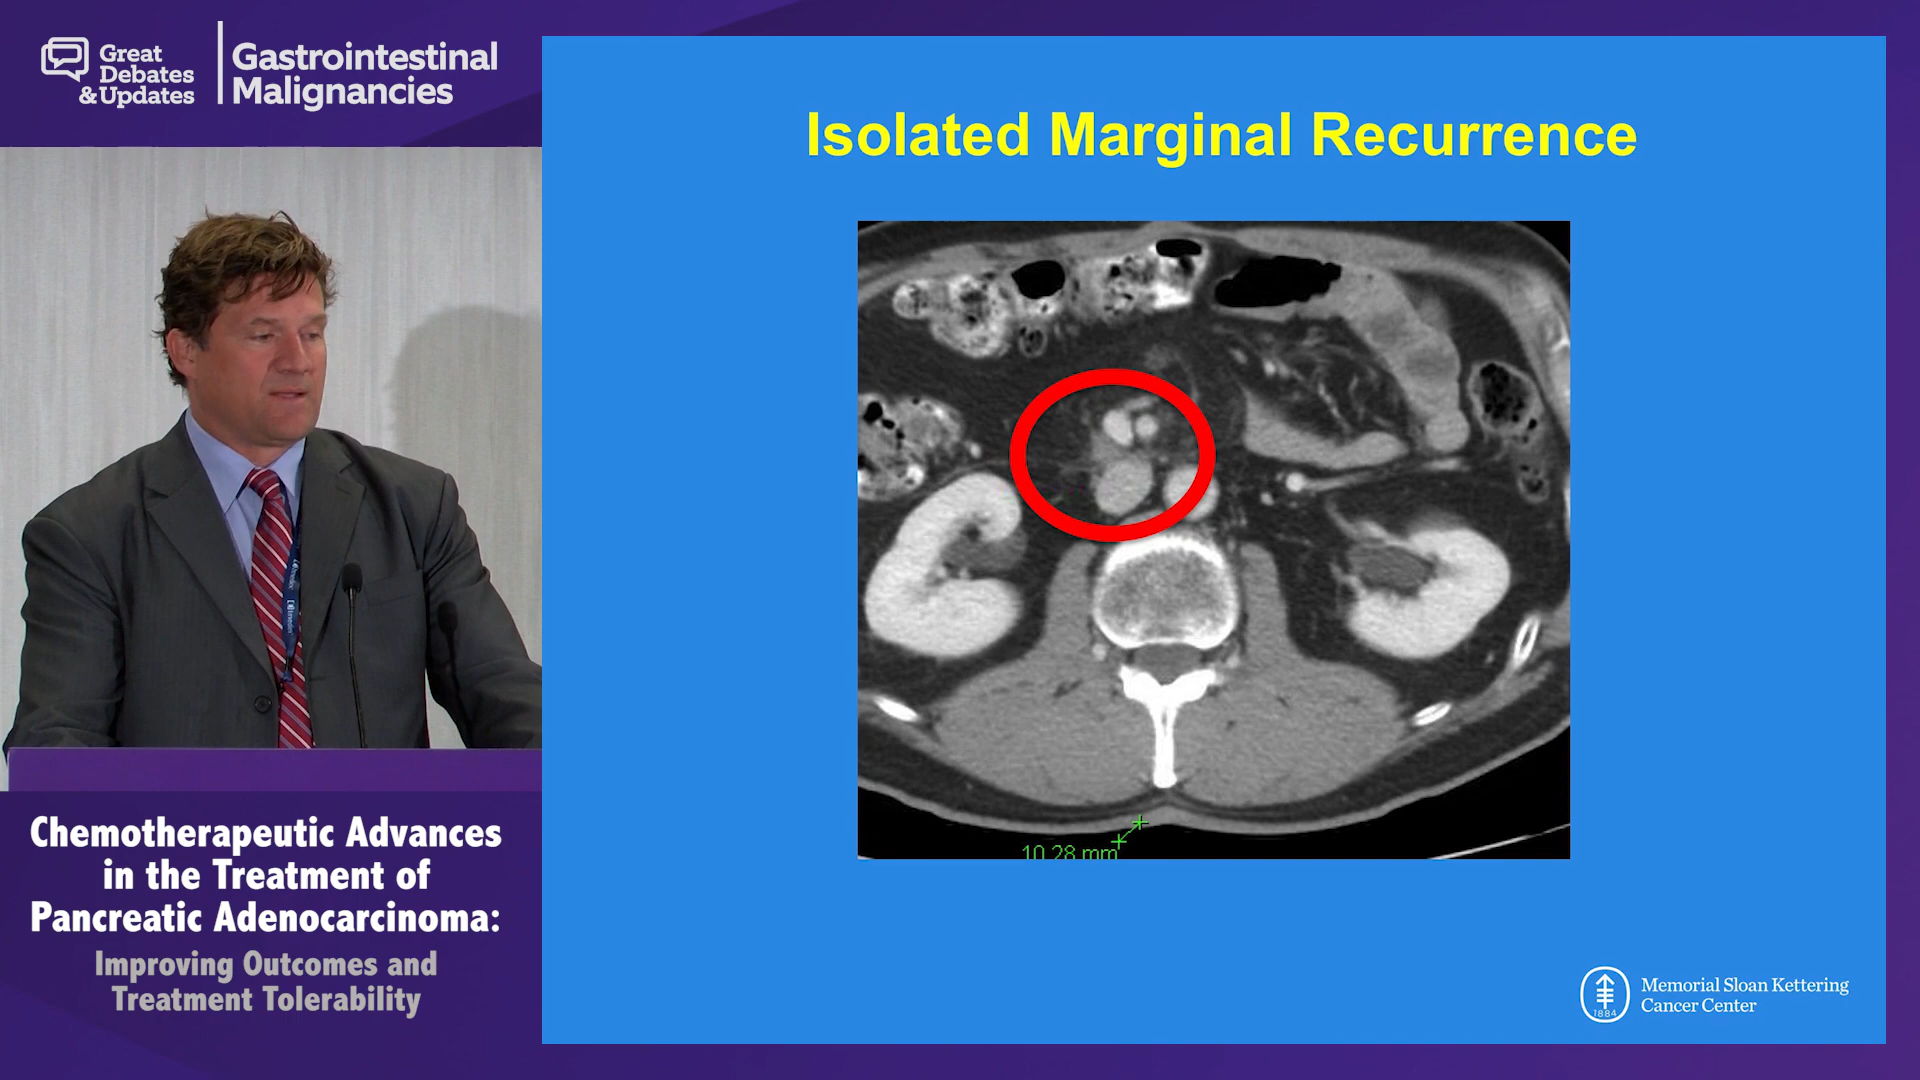 Great
Debates
& Updates
Gastrointestinal
Malignancies
Isolated Marginal Recurrence
10.28 mm
Chemotherapeutic Advances
in the Treatment of
Pancreatic Adenocarcinoma:
Improving Outcomes and
Treatment Tolerability
1884
Memorial Sloan Kettering
Cancer Center